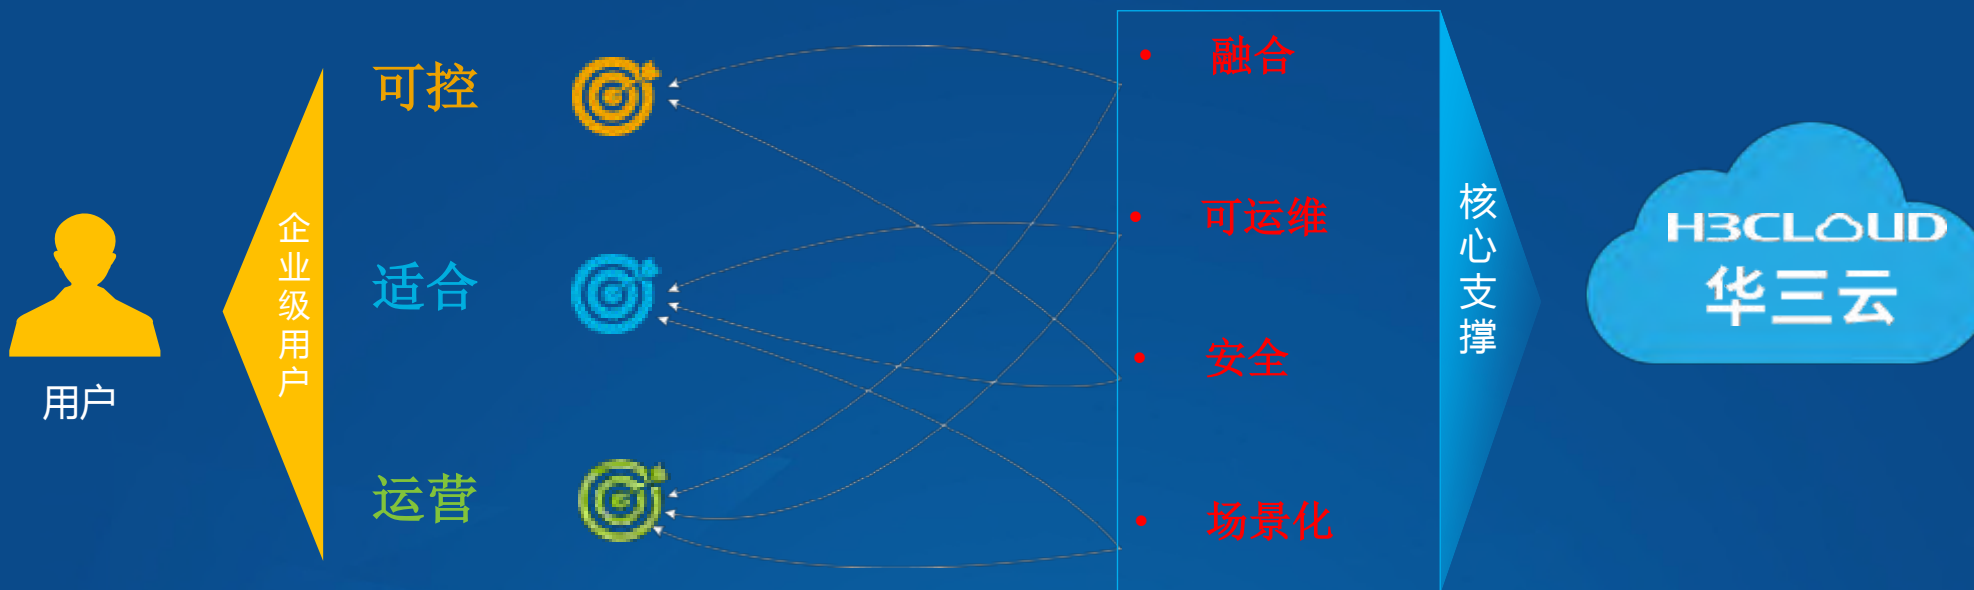 用户
企业级用户
可控
适合
运营
• 融合
• 可运维
• 安全
• 场景化
核心支撑
H3CLOUD
华三云